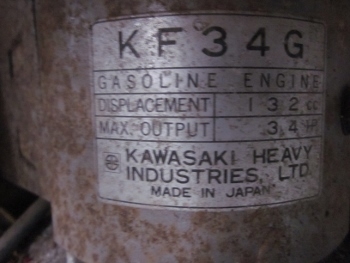 KF34G
GASOLINE ENGINE
DISPLACEMENT 132cc
MAX. OUTPUT 3.4HP
KAWASAKI HEAVY
INDUSTRIES, LTD.
MADE IN JAPAN